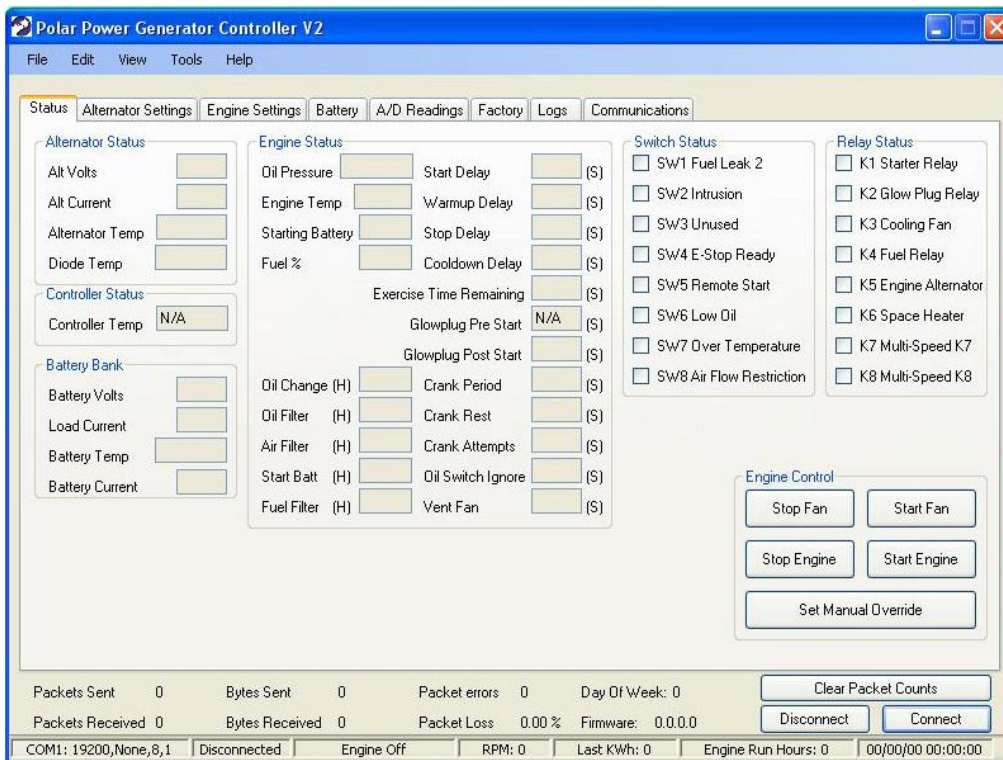 Polar Power Generator Controller V2
File Edit View Tools Help
Status Alternator Settings Engine Settings Battery A/D Readings Factory Logs Communications
Alternator Status
Alt Volts
Alt Current
Alternator Temp
Diode Temp
Controller Status
Controller Temp N/A
Battery Bank
Battery Volts
Load Current
Battery Temp
Battery Current
Engine Status
Oil Pressure Start Delay (S)
Engine Temp Warmup Delay (S)
Starting Battery Stop Delay (S)
Fuel % Cooldown Delay (S)
Exercise Time Remaining (S)
Glowplug Pre Start N/A (S)
Glowplug Post Start (S)
Oil Change (H) Crank Period (S)
Oil Filter (H) Crank Rest (S)
Air Filter (H) Crank Attempts (S)
Start Batt (H) Oil Switch Ignore (S)
Fuel Filter (H) Vent Fan (S)
Switch Status
SW1 Fuel Leak 2
SW2 Intrusion
SW3 Unused
SW4 E-Stop Ready
SW5 Remote Start
SW6 Low Oil
SW7 Over Temperature
SW8 Air Flow Restriction
Relay Status
K1 Starter Relay
K2 Glow Plug Relay
K3 Cooling Fan
K4 Fuel Relay
K5 Engine Alternator
K6 Space Heater
K7 Multi-Speed K7
K8 Multi-Speed K8
Engine Control
Stop Fan Start Fan
Stop Engine Start Engine
Set Manual Override
Packets Sent 0 Bytes Sent 0 Packet errors 0 Day Of Week: 0 Clear Packet Counts
Packets Received 0 Bytes Received 0 Packet Loss 0.00 % Firmware: 0.0.0.0 Disconnect Connect
COM1: 19200,None,8,1 Disconnected Engine Off RPM: 0 Last KWh: 0 Engine Run Hours: 0 00/00/00 00:00:00